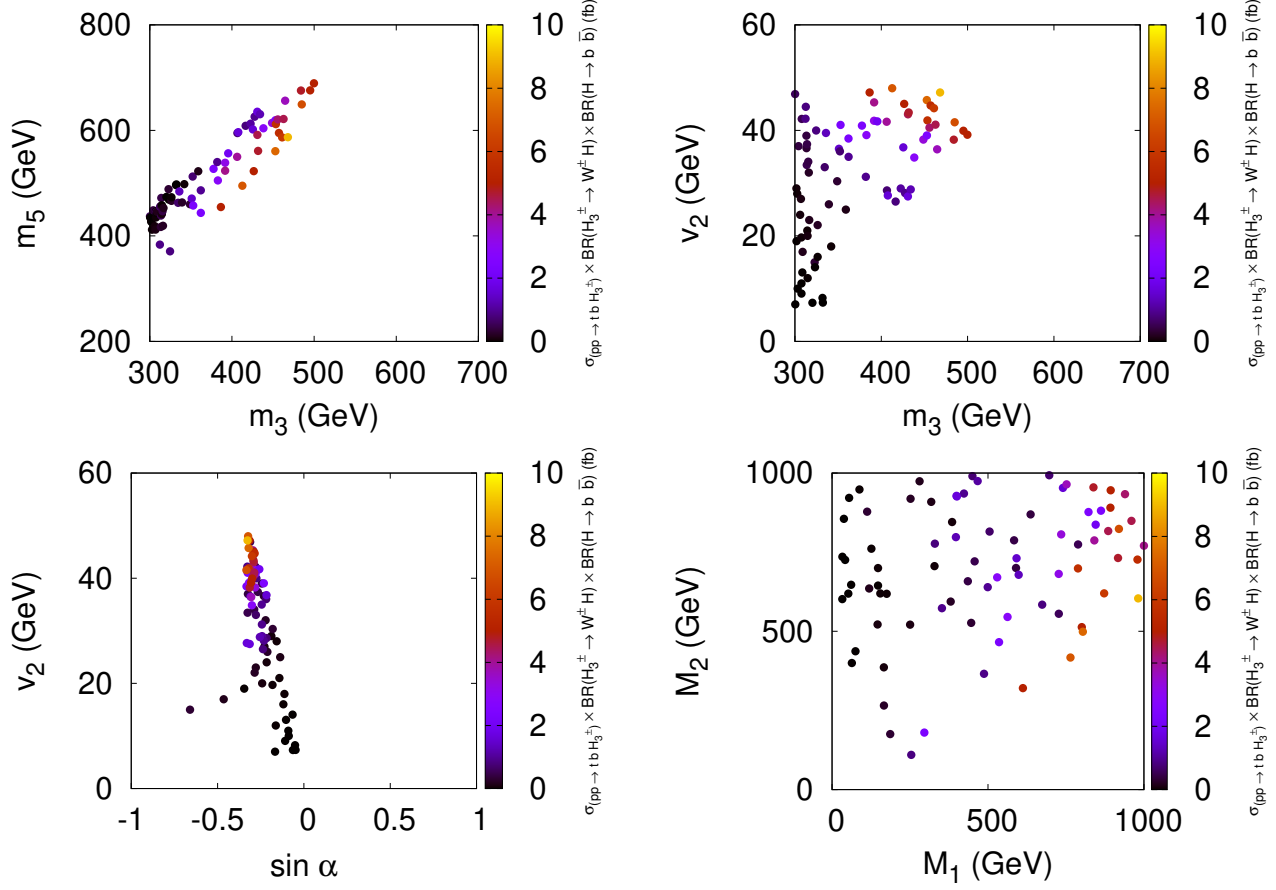 800
600
400
200
300 400 500 600 700
m₅ (GeV)
m₃ (GeV)
10
8
6
4
2
0
σ(pp → t b H₃^±) × BR(H₃^± → W^± H) × BR(H → b b̅) (fb)
60
40
20
0
300 400 500 600 700
v₂ (GeV)
m₃ (GeV)
10
8
6
4
2
0
σ(pp → t b H₃^±) × BR(H₃^± → W^± H) × BR(H → b b̅) (fb)
60
40
20
0
-1 -0.5 0 0.5 1
v₂ (GeV)
sin α
10
8
6
4
2
0
σ(pp → t b H₃^±) × BR(H₃^± → W^± H) × BR(H → b b̅) (fb)
1000
500
0
0 500 1000
M₂ (GeV)
M₁ (GeV)
10
8
6
4
2
0
σ(pp → t b H₃^±) × BR(H₃^± → W^± H) × BR(H → b b̅) (fb)